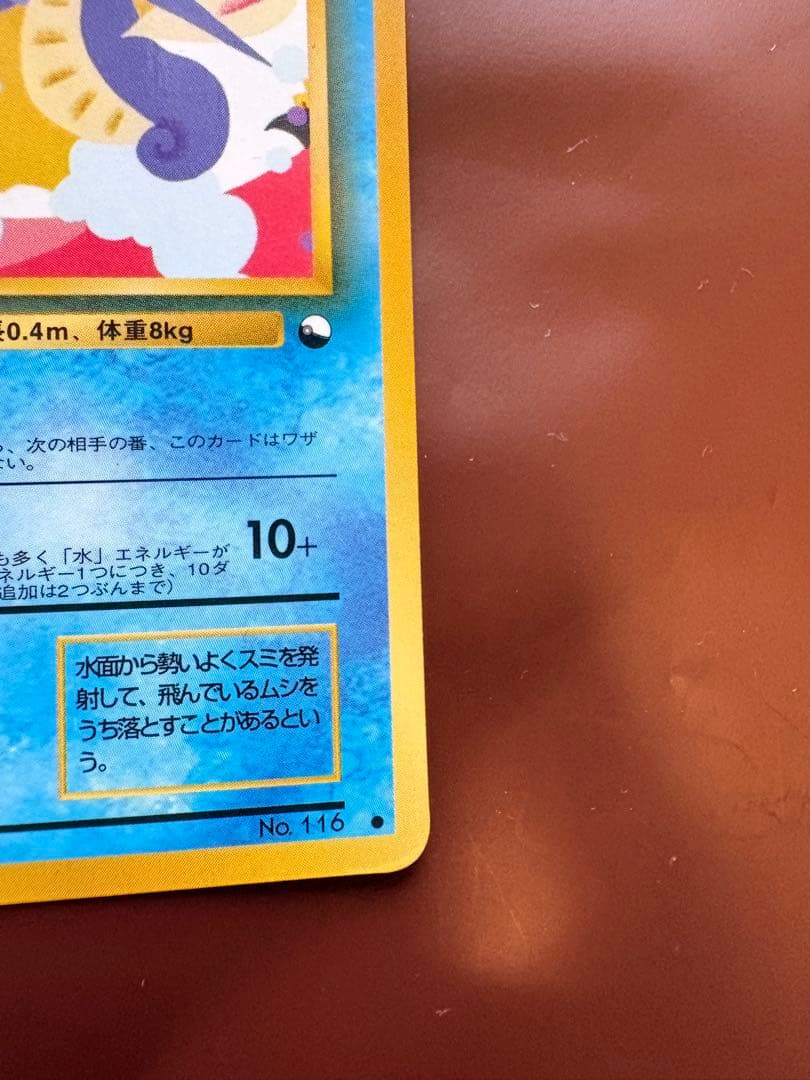 0.4m、体重8kg
、次の相手の番、このカードはワザ
い。
10+
も多く「水」エネルギーが
ネルギー1つにつき、10ダ
追加は2つぶんまで）
水面から勢いよくスミを発
射して、飛んでいるムシを
うち落とすことがあるとい
う。
No. 116